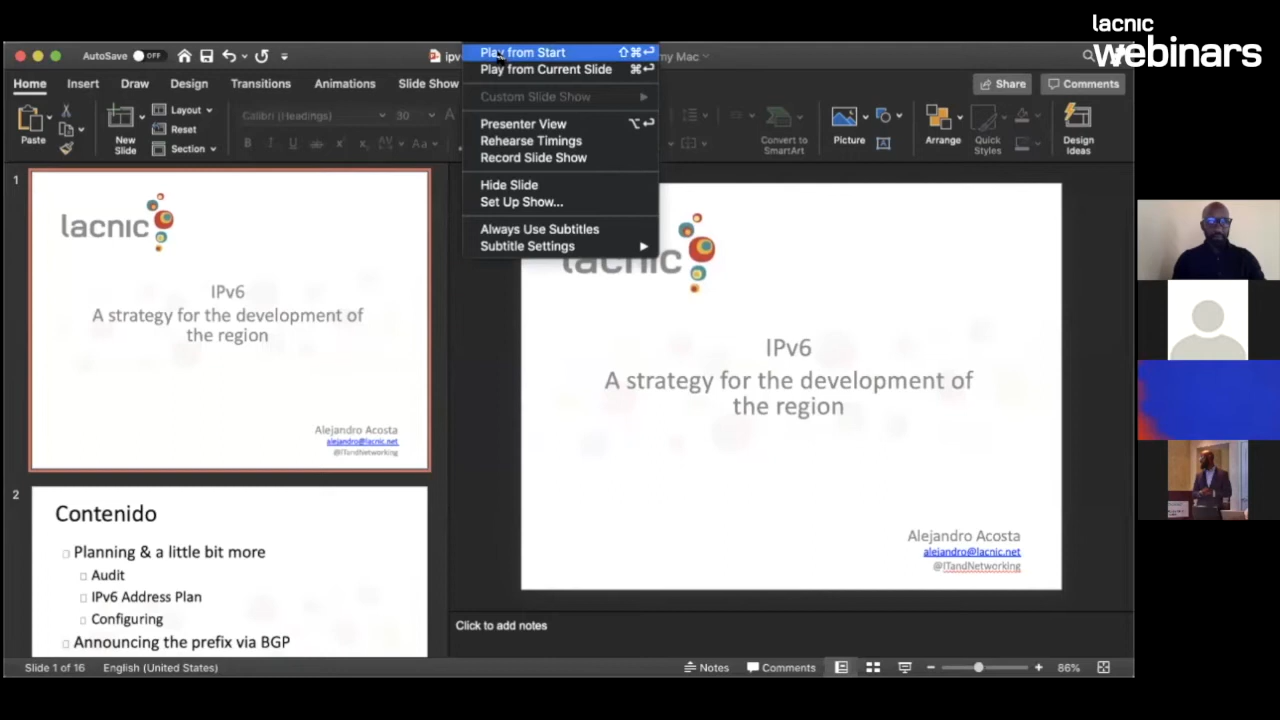 lacnic
webinars
AutoSave OFF
ipv
my Mac
Home Insert Draw Design Transitions Animations Slide Show
Share Comments
Paste
New
Slide
Layout
Reset
Section
Calibri (Headings) 30
Convert to
SmartArt
Picture
Arrange
Quick
Styles
Design
Ideas
Play from Start ⇧⌘↩
Play from Current Slide ⌘↩
Custom Slide Show
Presenter View ⌥↩
Rehearse Timings
Record Slide Show
Hide Slide
Set Up Show...
Always Use Subtitles
Subtitle Settings
1
lacnic
IPv6
A strategy for the development of
the region
Alejandro Acosta
alejandro@lacnic.net
@ITandNetworking
2
Contenido
Planning & a little bit more
Audit
IPv6 Address Plan
Configuring
Announcing the prefix via BGP
lacnic
IPv6
A strategy for the development of
the region
Alejandro Acosta
alejandro@lacnic.net
@ITandNetworking
Click to add notes
Slide 1 of 16 English (United States)
Notes Comments 86%